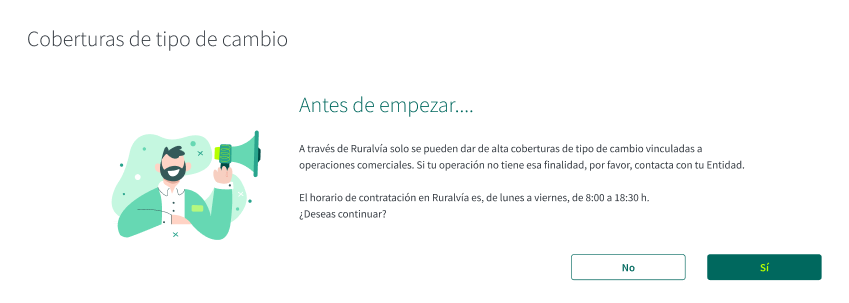 Coberturas de tipo de cambio
Antes de empezar....
A través de Ruralvía solo se pueden dar de alta coberturas de tipo de cambio vinculadas a
operaciones comerciales. Si tu operación no tiene esa finalidad, por favor, contacta con tu Entidad.
El horario de contratación en Ruralvía es, de lunes a viernes, de 8:00 a 18:30 h.
¿Deseas continuar?
No
Sí